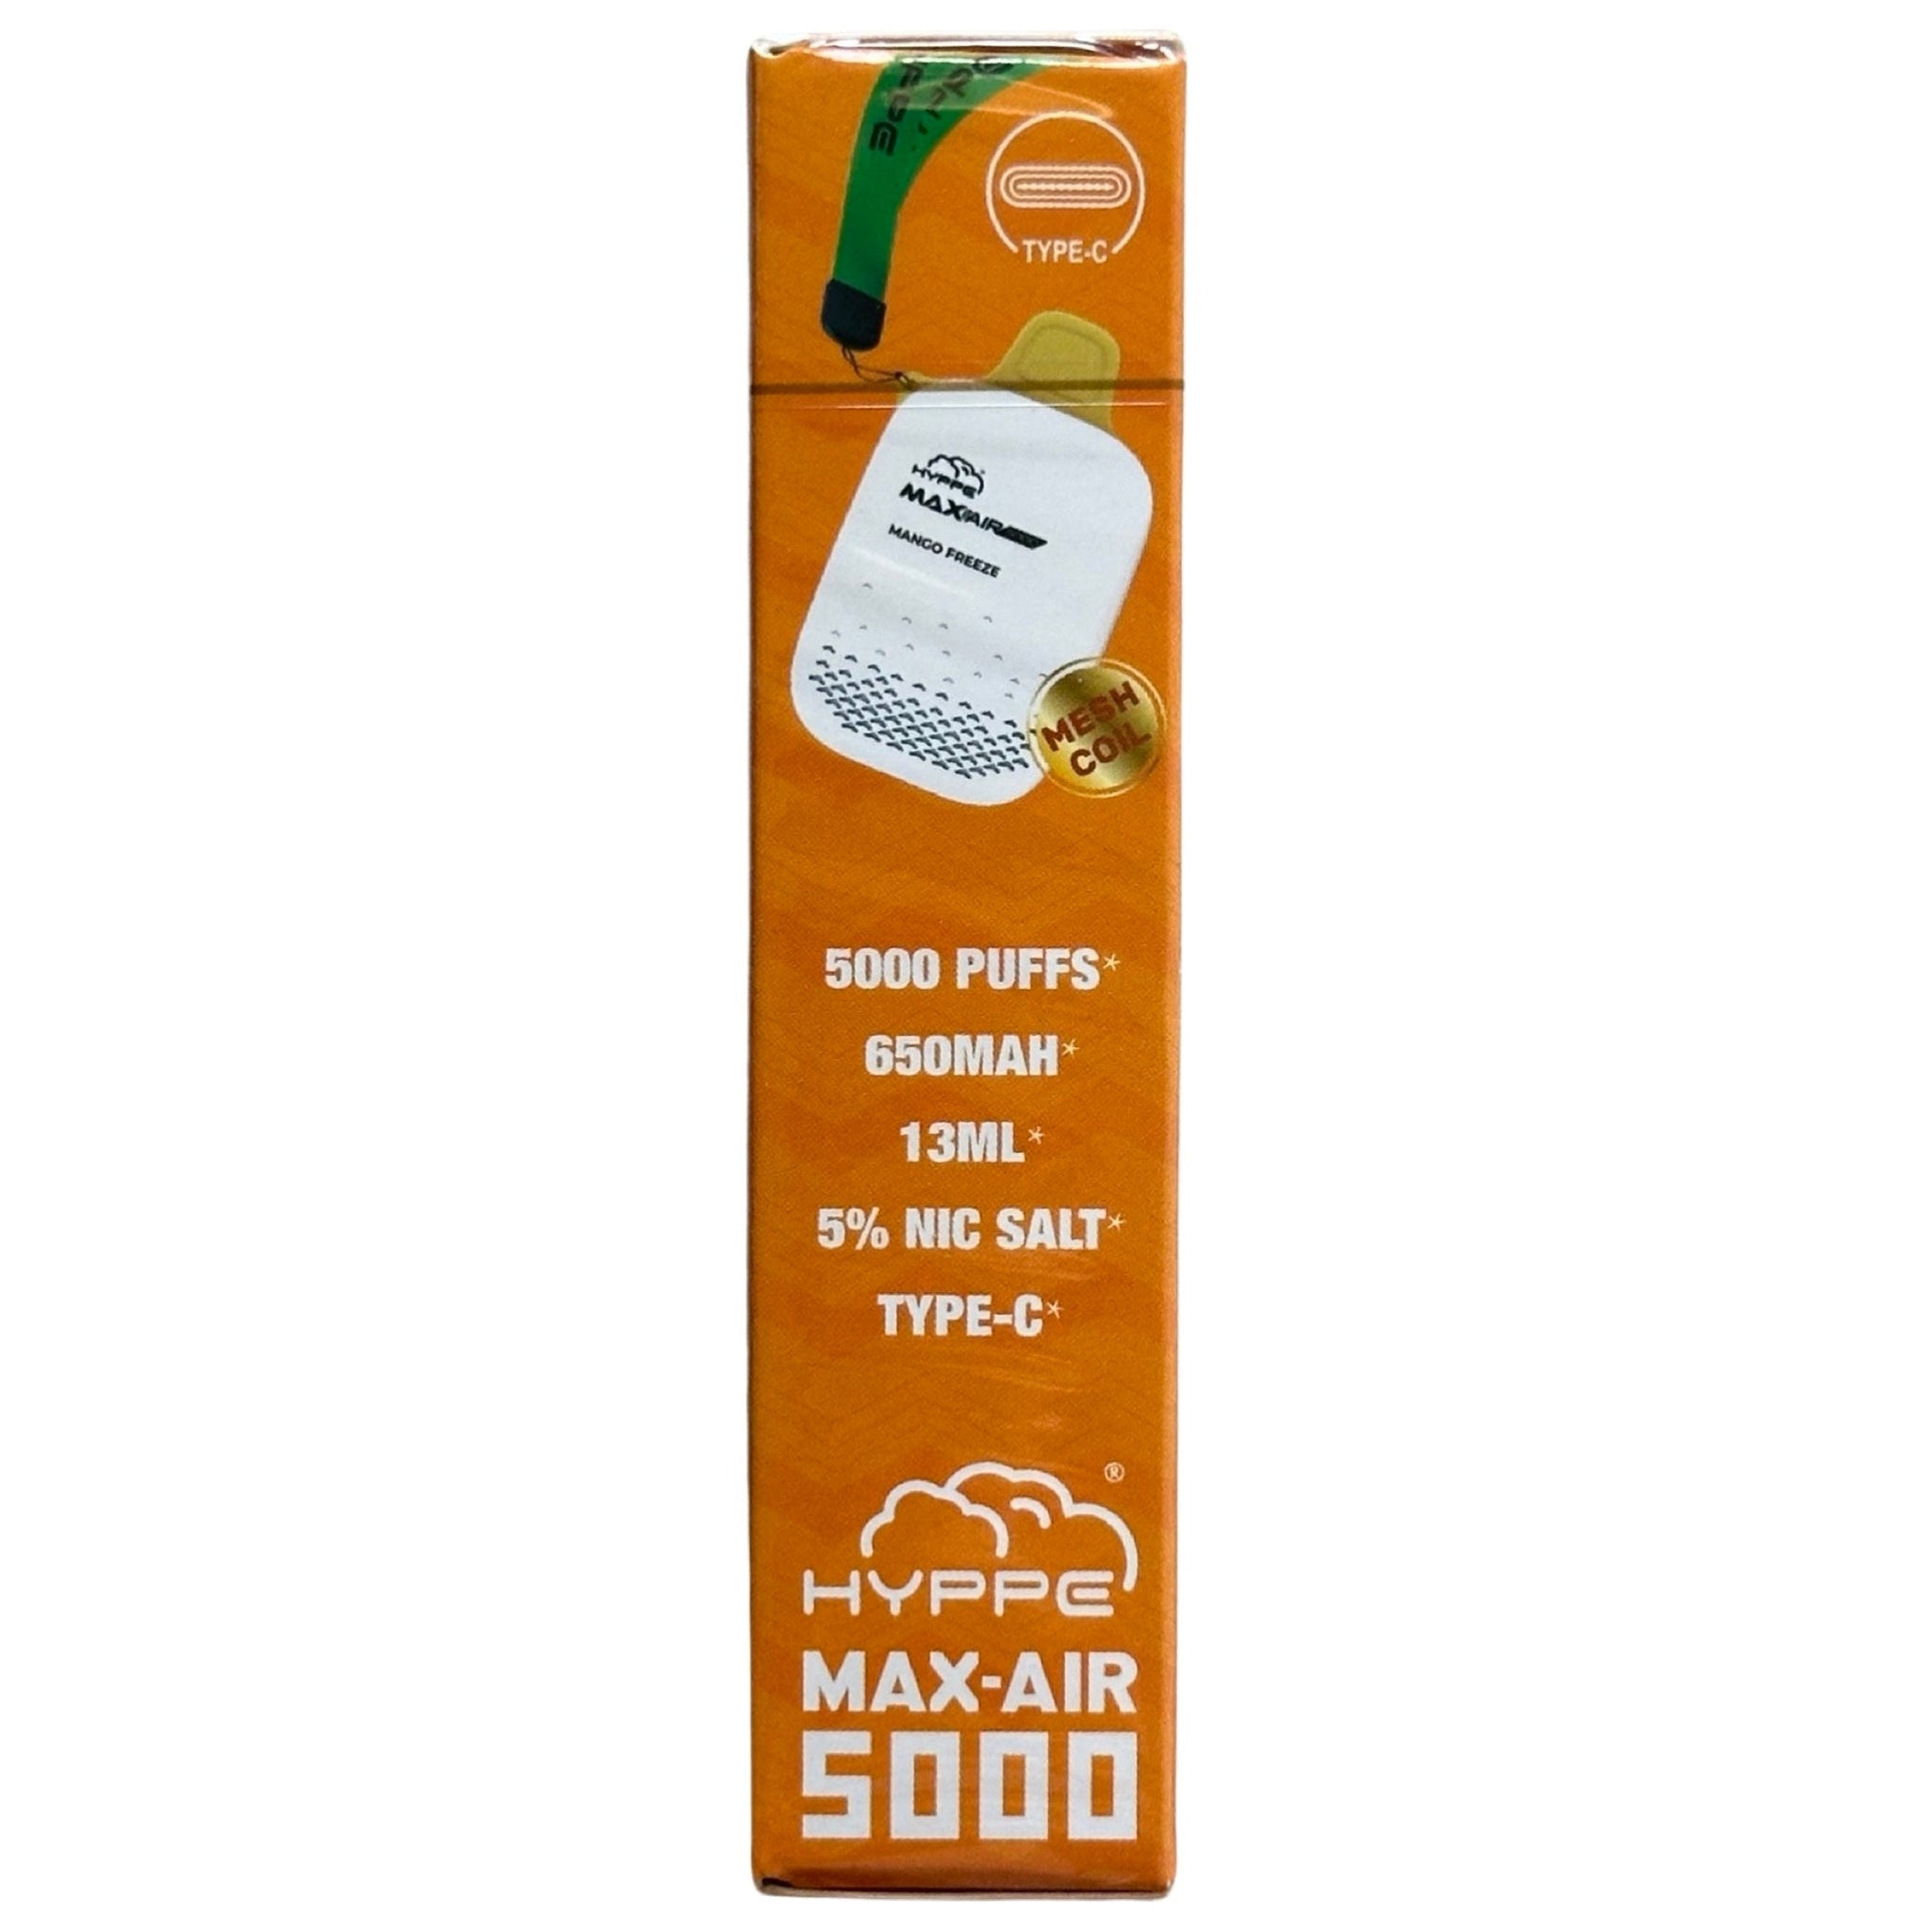 TYPE-C
HYPPE
MAX AIR
MANGO FREEZE
MESH
COIL
5000 PUFFS*
650MAH*
13ML*
5% NIC SALT*
TYPE-C*
®
HYPPE
MAX-AIR
5000